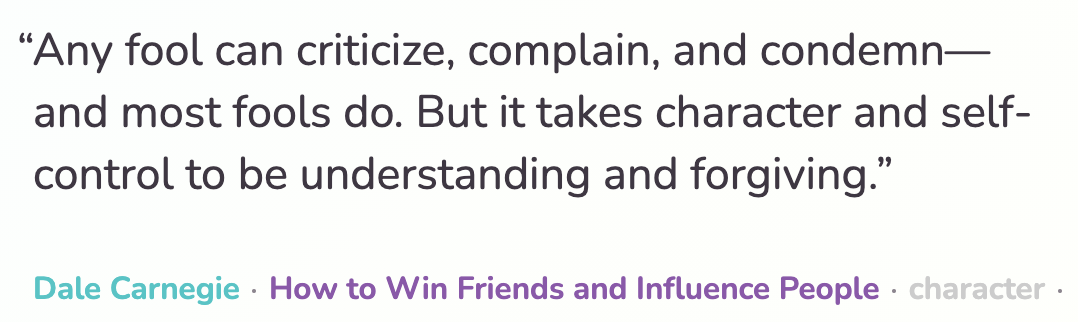 “Any fool can criticize, complain, and condemn—
and most fools do. But it takes character and self-
control to be understanding and forgiving.”
Dale Carnegie · How to Win Friends and Influence People · character ·